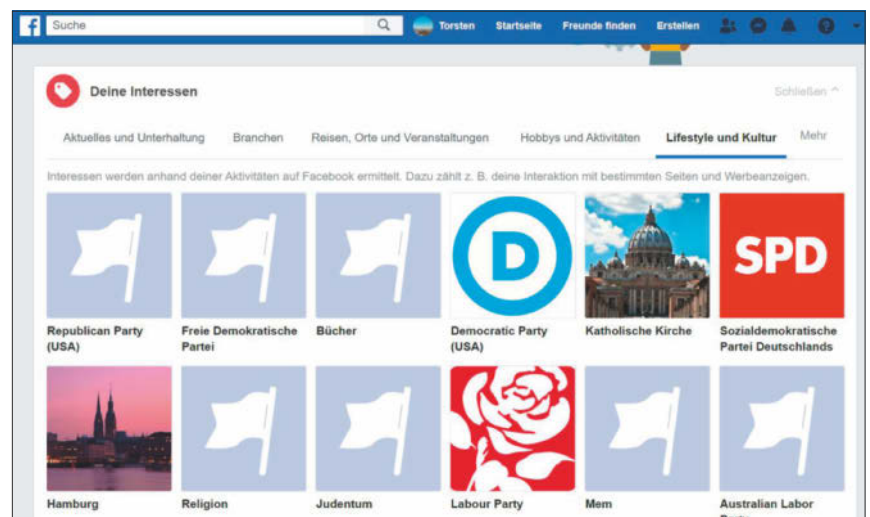 f Suche Torsten Startseite Freunde finden Erstellen
Deine Interessen Schließen
Aktuelles und Unterhaltung Branchen Reisen, Orte und Veranstaltungen Hobbys und Aktivitäten Lifestyle und Kultur Mehr
Interessen werden anhand deiner Aktivitäten auf Facebook ermittelt. Dazu zählt z. B. deine Interaktion mit bestimmten Seiten und Werbeanzeigen.
D SPD
Republican Party Freie Demokratische Bücher Democratic Party Katholische Kirche Sozialdemokratische
(USA) Partei (USA) Partei Deutschlands
Hamburg Religion Judentum Labour Party Mem Australian Labor